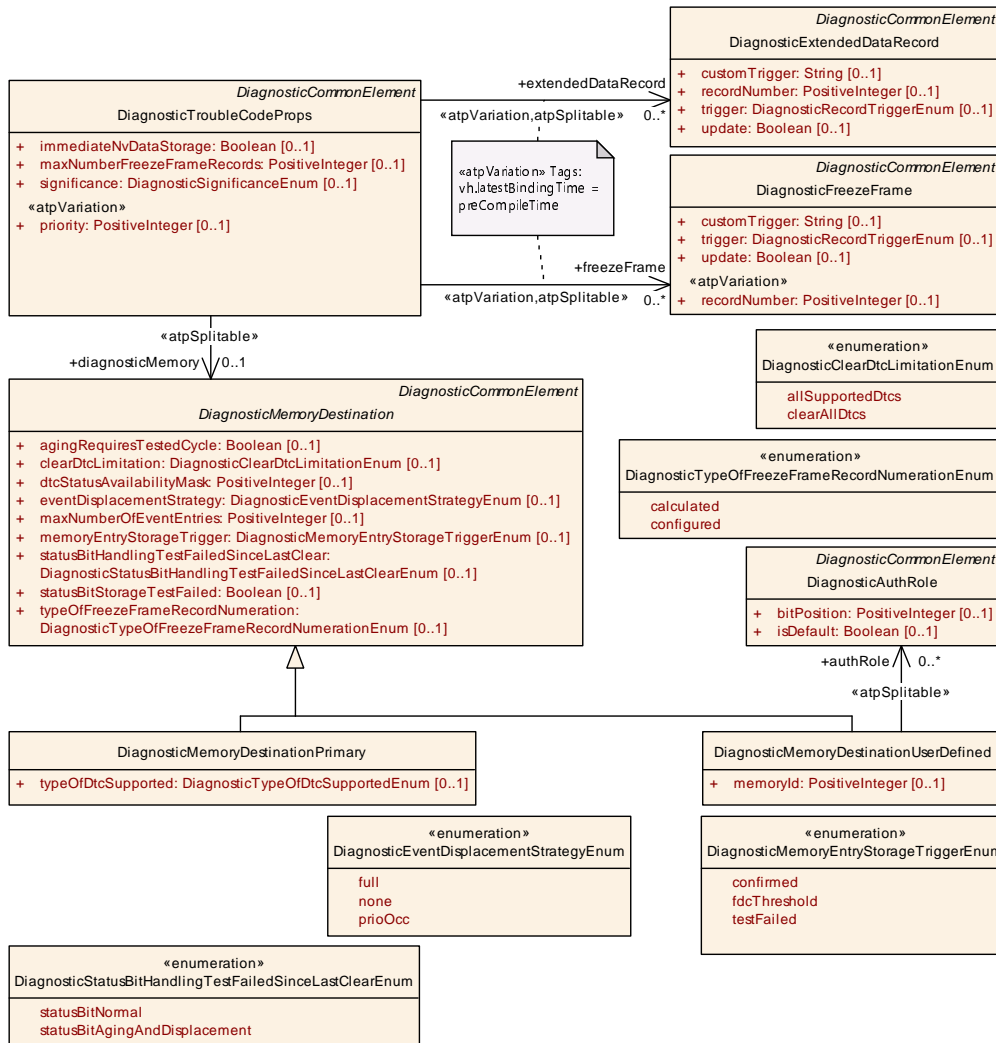 DiagnosticCommonElement
DiagnosticExtendedDataRecord
+ customTrigger: String [0..1]
+ recordNumber: PositiveInteger [0..1]
+ trigger: DiagnosticRecordTriggerEnum [0..1]
+ update: Boolean [0..1]
DiagnosticCommonElement
DiagnosticTroubleCodeProps
+ immediateNvDataStorage: Boolean [0..1]
+ maxNumberFreezeFrameRecords: PositiveInteger [0..1]
+ significance: DiagnosticSignificanceEnum [0..1]
«atpVariation»
+ priority: PositiveInteger [0..1]
+extendedDataRecord
«atpVariation,atpSplitable» 0..*
«atpVariation» Tags:
vh.latestBindingTime =
preCompileTime
+freezeFrame
«atpVariation,atpSplitable» 0..*
DiagnosticCommonElement
DiagnosticFreezeFrame
+ customTrigger: String [0..1]
+ trigger: DiagnosticRecordTriggerEnum [0..1]
+ update: Boolean [0..1]
«atpVariation»
+ recordNumber: PositiveInteger [0..1]
«atpSplitable»
+diagnosticMemory 0..1
«enumeration»
DiagnosticClearDtcLimitationEnum
allSupportedDtcs
clearAllDtcs
DiagnosticCommonElement
DiagnosticMemoryDestination
+ agingRequiresTestedCycle: Boolean [0..1]
+ clearDtcLimitation: DiagnosticClearDtcLimitationEnum [0..1]
+ dtcStatusAvailabilityMask: PositiveInteger [0..1]
+ eventDisplacementStrategy: DiagnosticEventDisplacementStrategyEnum [0..1]
+ maxNumberOfEventEntries: PositiveInteger [0..1]
+ memoryEntryStorageTrigger: DiagnosticMemoryEntryStorageTriggerEnum [0..1]
+ statusBitHandlingTestFailedSinceLastClear:
DiagnosticStatusBitHandlingTestFailedSinceLastClearEnum [0..1]
+ statusBitStorageTestFailed: Boolean [0..1]
+ typeOfFreezeFrameRecordNumeration:
DiagnosticTypeOfFreezeFrameRecordNumerationEnum [0..1]
«enumeration»
DiagnosticTypeOfFreezeFrameRecordNumerationEnum
calculated
configured
DiagnosticCommonElement
DiagnosticAuthRole
+ bitPosition: PositiveInteger [0..1]
+ isDefault: Boolean [0..1]
+authRole 0..*
«atpSplitable»
DiagnosticMemoryDestinationPrimary
+ typeOfDtcSupported: DiagnosticTypeOfDtcSupportedEnum [0..1]
DiagnosticMemoryDestinationUserDefined
+ memoryId: PositiveInteger [0..1]
«enumeration»
DiagnosticEventDisplacementStrategyEnum
full
none
prioOcc
«enumeration»
DiagnosticMemoryEntryStorageTriggerEnum
confirmed
fdcThreshold
testFailed
«enumeration»
DiagnosticStatusBitHandlingTestFailedSinceLastClearEnum
statusBitNormal
statusBitAgingAndDisplacement